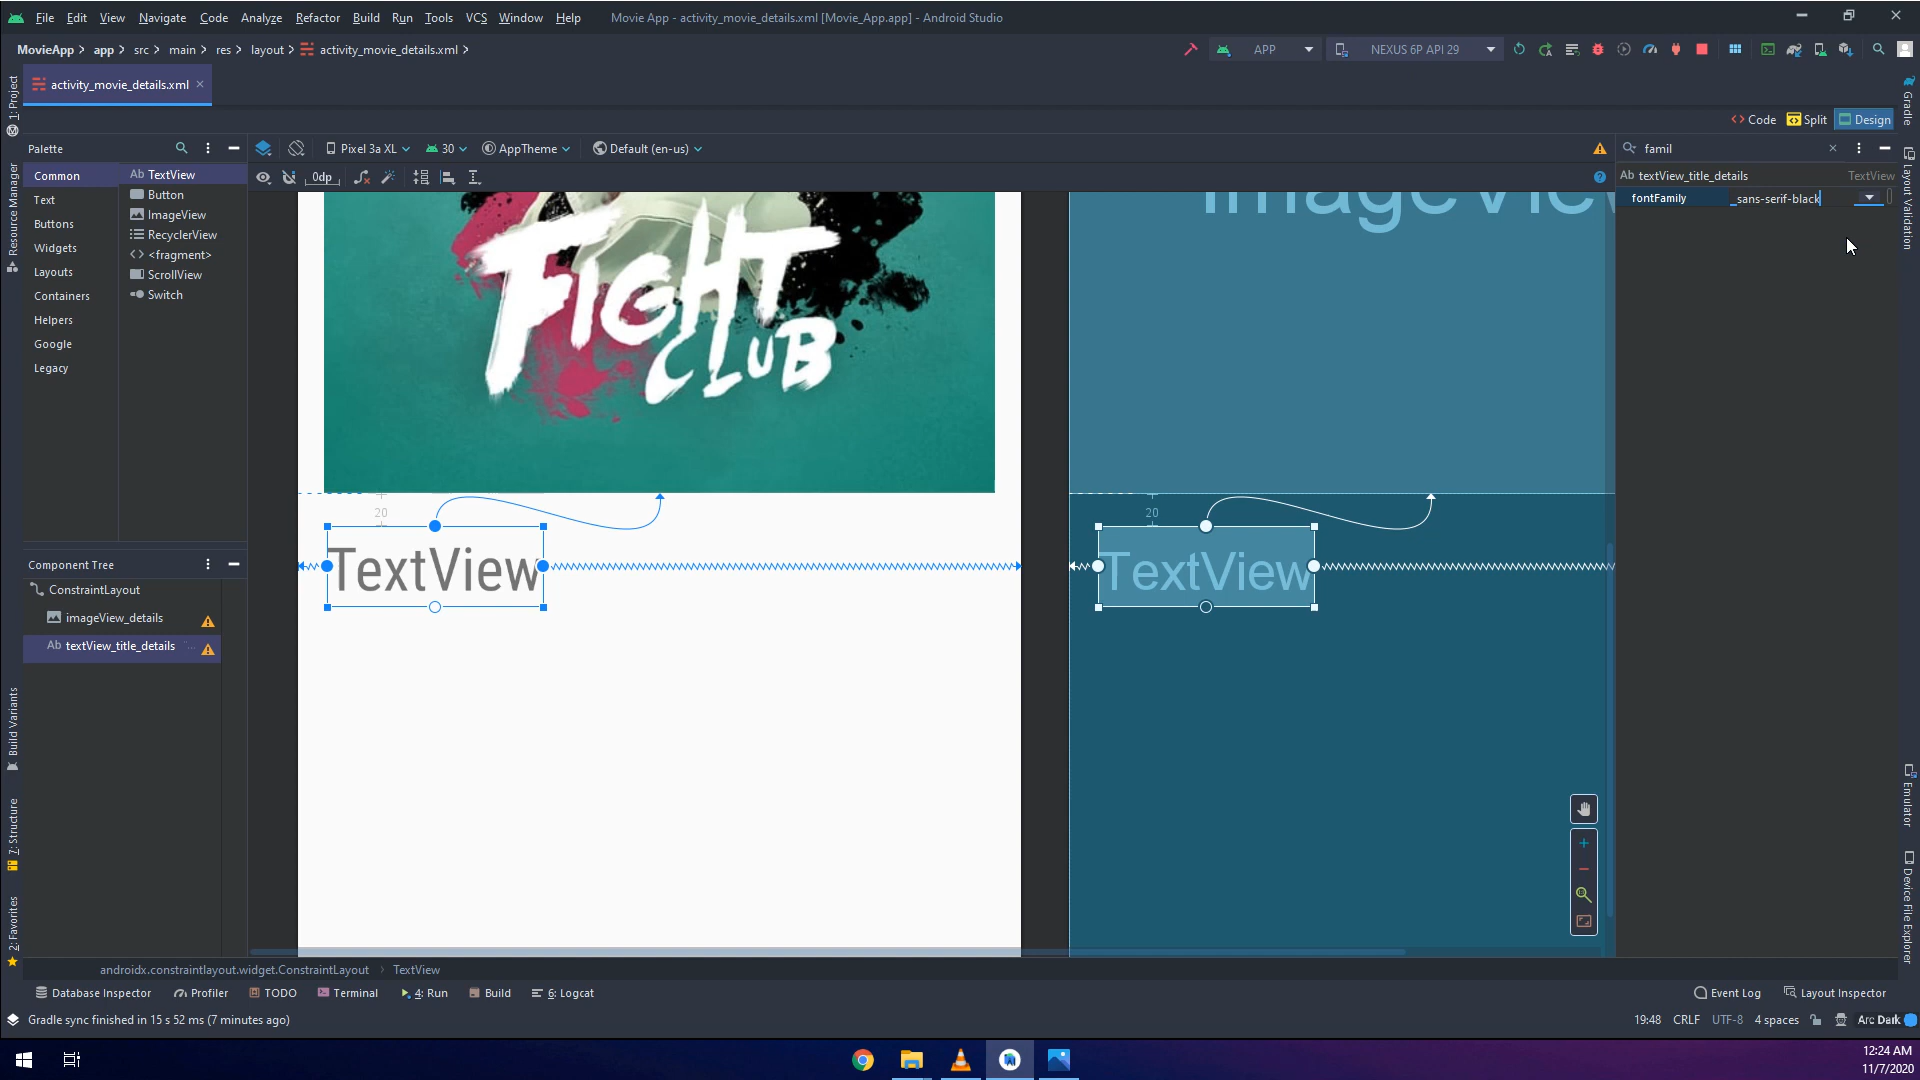 File Edit View Navigate Code Analyze Refactor Build Run Tools VCS Window Help Movie App - activity_movie_details.xml [Movie_App.app] - Android Studio
MovieApp app src main res layout activity_movie_details.xml APP NEXUS 6P API 29
activity_movie_details.xml
Code Split Design
Palette Pixel 3a XL 30 AppTheme Default (en-us) famil
0dp
Common
Text
Buttons
Widgets
Layouts
Containers
Helpers
Google
Legacy
Ab TextView
Button
ImageView
RecyclerView
<fragment>
ScrollView
Switch
Ab textView_title_details TextView
fontFamily sans-serif-black
FIGHT
CLUB
ImageView
20
TextView
20
TextView
Component Tree
ConstraintLayout
imageView_details
Ab textView_title_details "...
1: Project
Resource Manager
Build Variants
7: Structure
2: Favorites
Gradle
Layout Validation
Emulator
Device File Explorer
androidx.constraintlayout.widget.ConstraintLayout TextView
Database Inspector Profiler TODO Terminal 4: Run Build 6: Logcat Event Log Layout Inspector
Gradle sync finished in 15 s 52 ms (7 minutes ago) 19:48 CRLF UTF-8 4 spaces Arc Dark
12:24 AM
11/7/2020